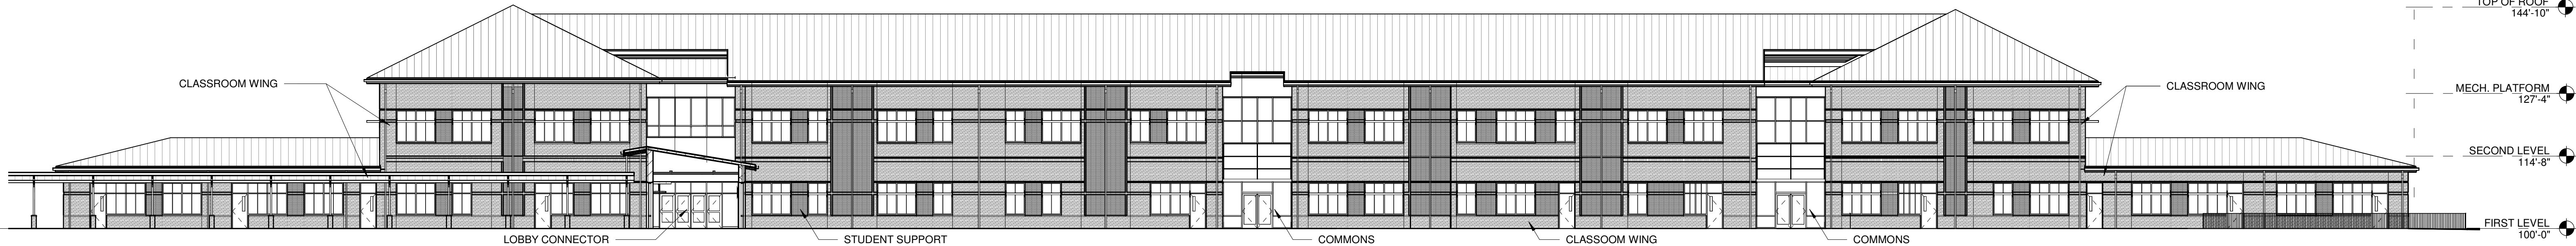 TOP OF ROOF
144'-10"
CLASSROOM WING
CLASSROOM WING
MECH. PLATFORM
127'-4"
SECOND LEVEL
114'-8"
FIRST LEVEL
100'-0"
LOBBY CONNECTOR
STUDENT SUPPORT
COMMONS
CLASSOOM WING
COMMONS